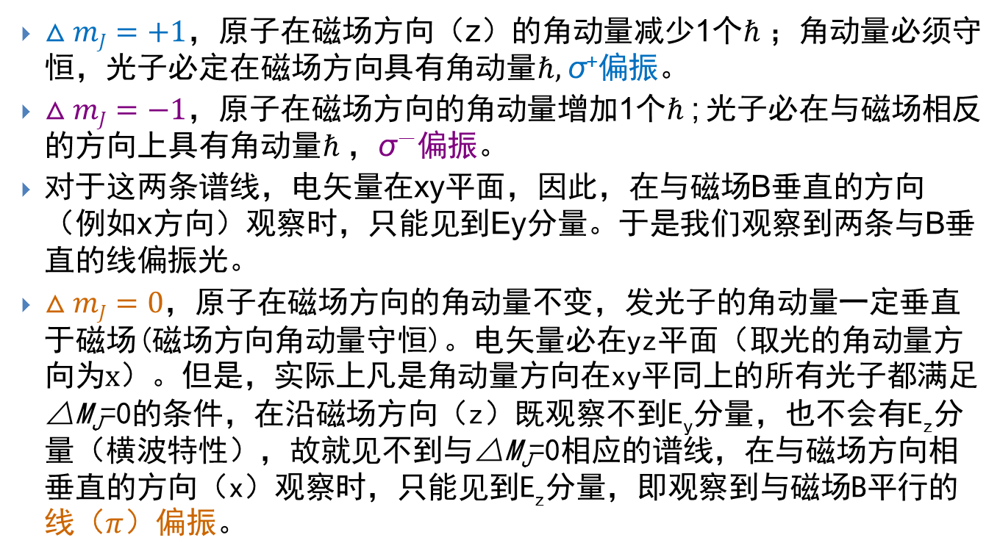 △ m_J = +1，原子在磁场方向（z）的角动量减少1个ℏ；角动量必须守
恒，光子必定在磁场方向具有角动量ℏ, σ⁺偏振。
△ m_J = −1，原子在磁场方向的角动量增加1个ℏ；光子必在与磁场相反
的方向上具有角动量ℏ，σ⁻偏振。
对于这两条谱线，电矢量在xy平面，因此，在与磁场B垂直的方向
（例如x方向）观察时，只能见到Ey分量。于是我们观察到两条与B垂
直的线偏振光。
△ m_J = 0，原子在磁场方向的角动量不变，发光子的角动量一定垂直
于磁场(磁场方向角动量守恒)。电矢量必在yz平面（取光的角动量方
向为x）。但是，实际上凡是角动量方向在xy平同上的所有光子都满足
△M_J=0的条件，在沿磁场方向（z）既观察不到E_y分量，也不会有E_z分
量（横波特性），故就见不到与△M_J=0相应的谱线，在与磁场方向相
垂直的方向（x）观察时，只能见到E_z分量，即观察到与磁场B平行的
线（π）偏振。